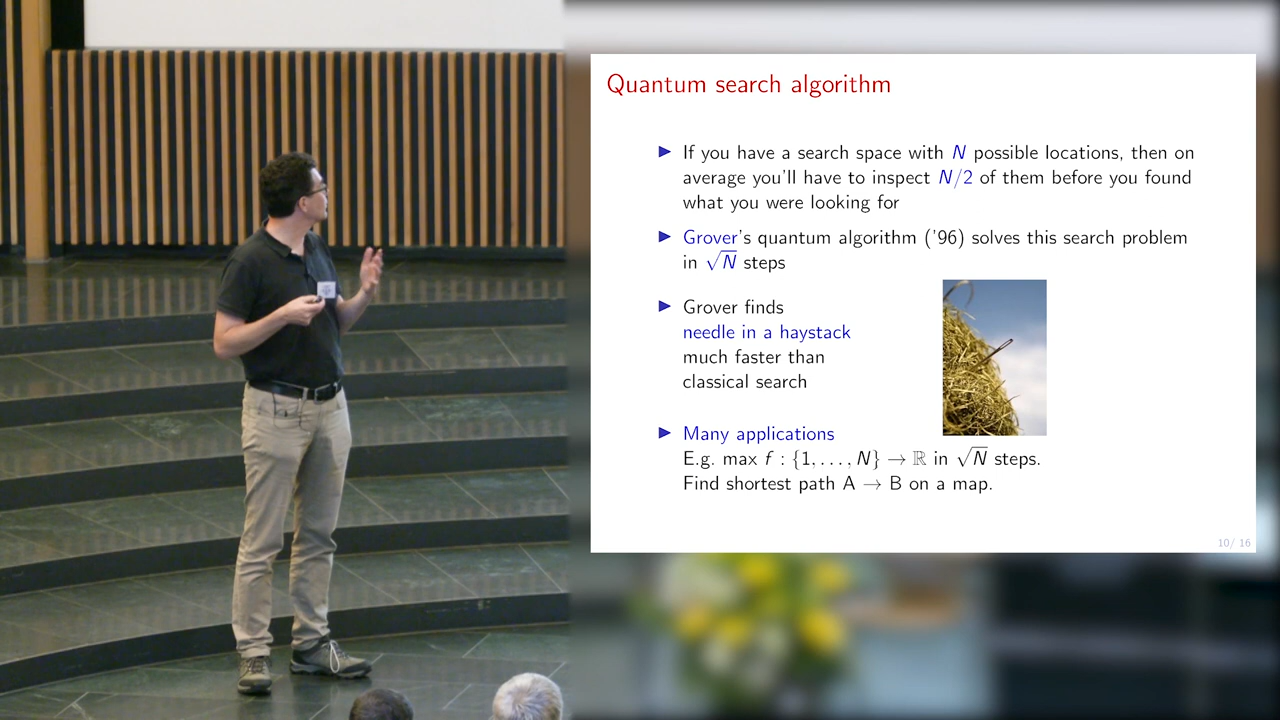 Quantum search algorithm
▶ If you have a search space with N possible locations, then on
average you'll have to inspect N/2 of them before you found
what you were looking for
▶ Grover's quantum algorithm ('96) solves this search problem
in √N steps
▶ Grover finds
needle in a haystack
much faster than
classical search
▶ Many applications
E.g. max f : {1, . . . , N} → ℝ in √N steps.
Find shortest path A → B on a map.
10/ 16